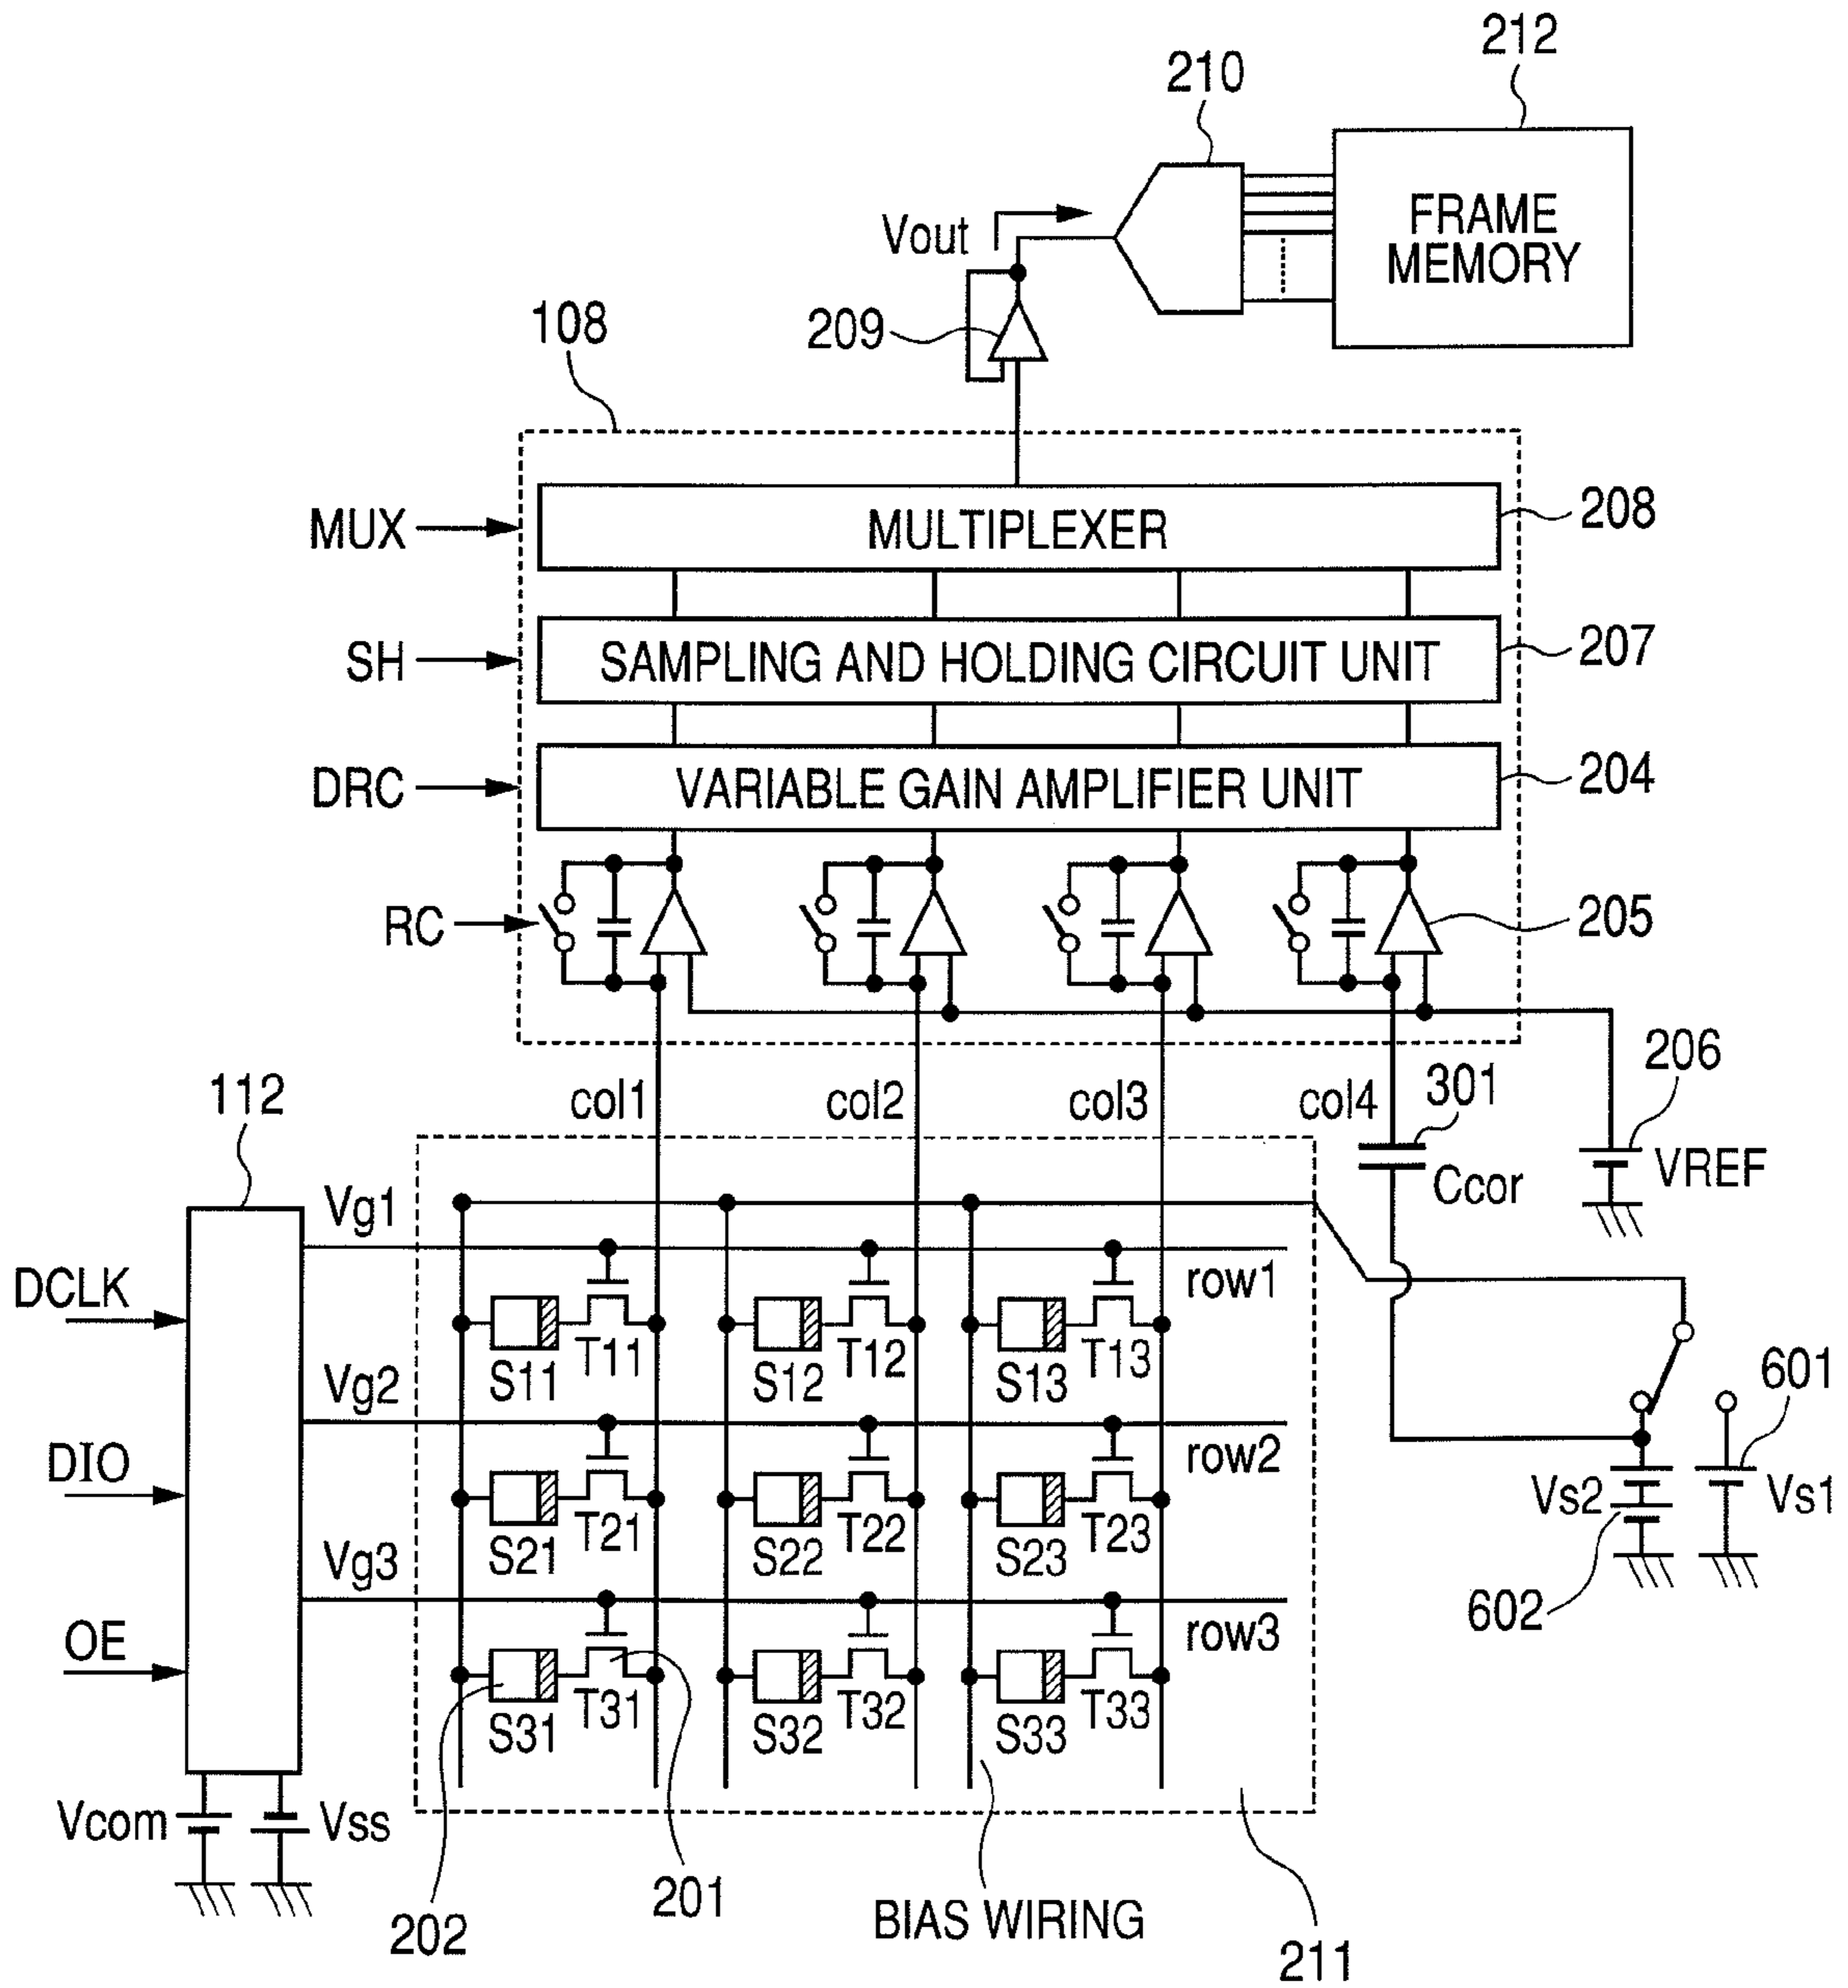 212
210
FRAME
MEMORY
Vout
209
108
MUX
MULTIPLEXER
208
SH
SAMPLING AND HOLDING CIRCUIT UNIT
207
DRC
VARIABLE GAIN AMPLIFIER UNIT
204
RC
205
206
VREF
112
col1
col2
col3
col4
301
Ccor
Vg1
row1
DCLK
S11
T11
S12
T12
S13
T13
601
Vg2
row2
DIO
S21
T21
S22
T22
S23
T23
Vs2
Vs1
Vg3
row3
602
OE
S31
T31
S32
T32
S33
T33
Vcom
Vss
202
201
BIAS WIRING
211